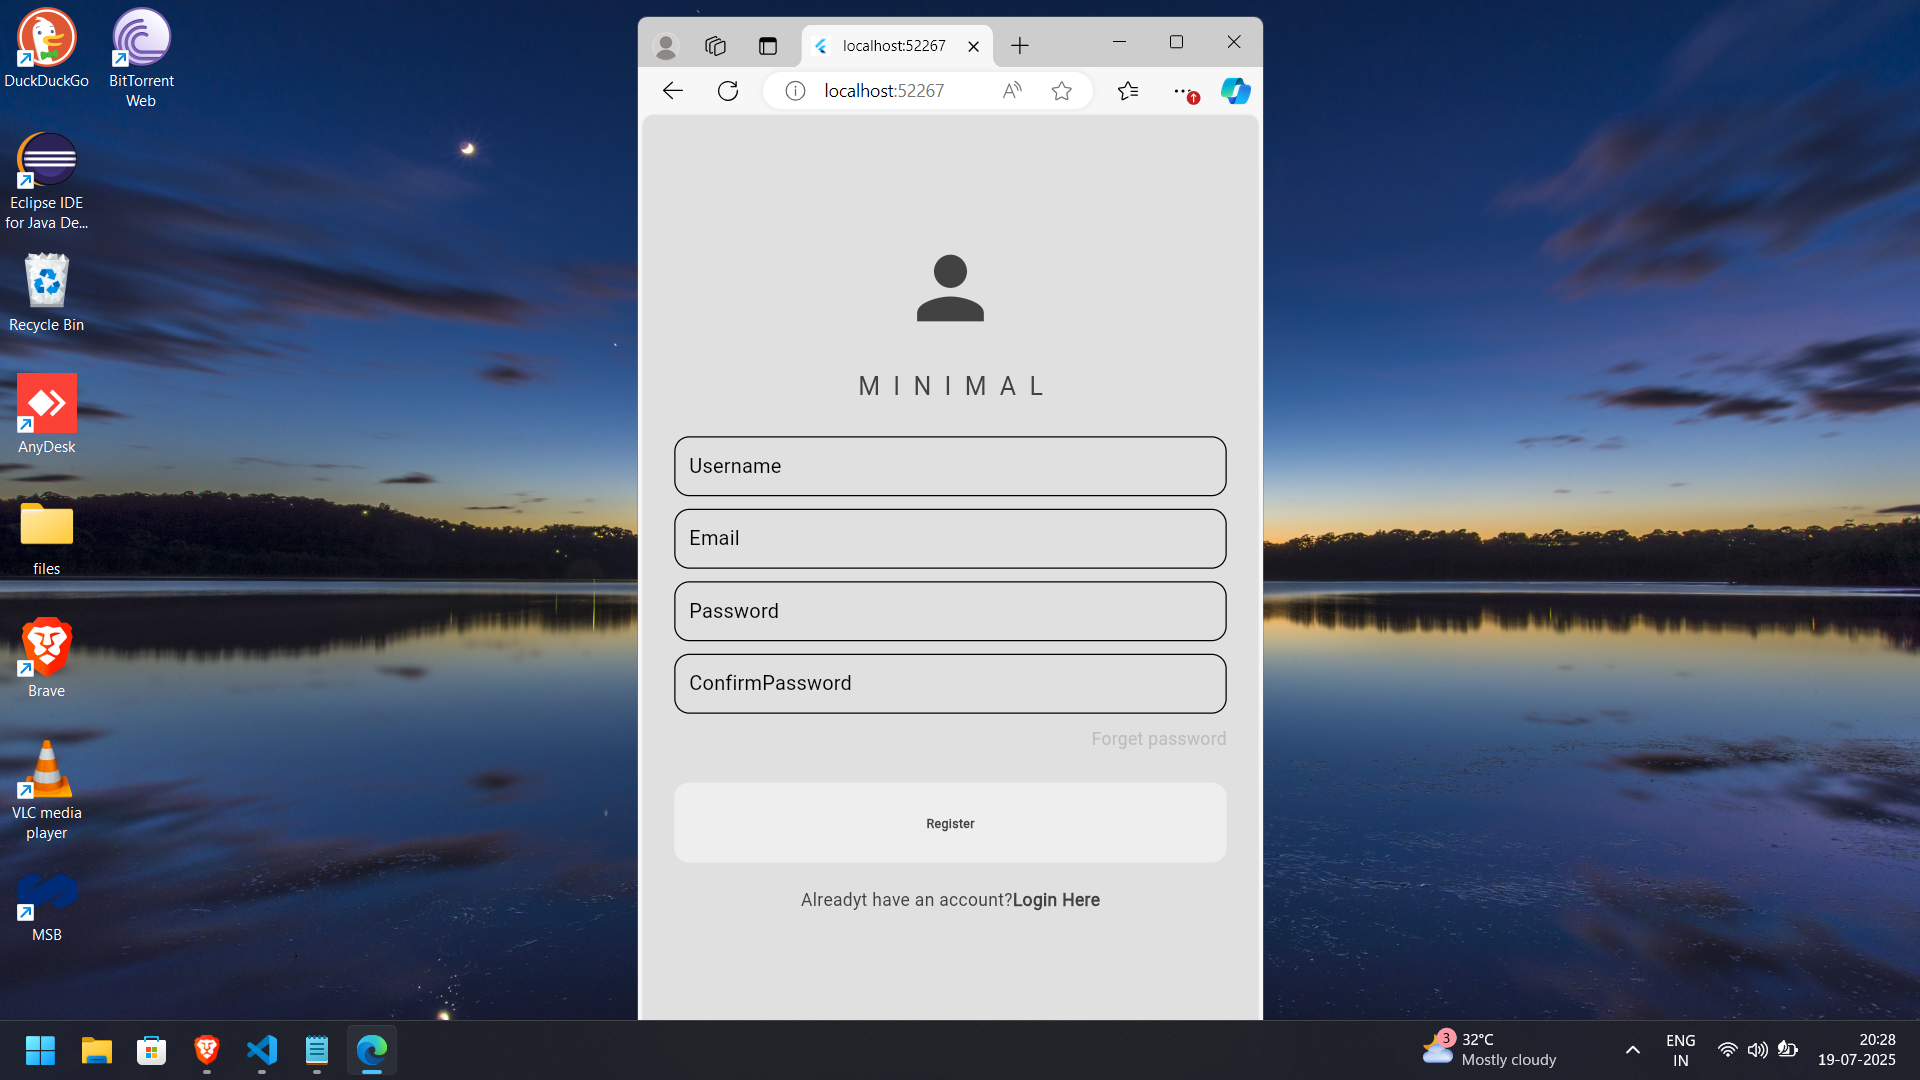 DuckDuckGo
BitTorrent
Web
Eclipse IDE
for Java De...
Recycle Bin
AnyDesk
files
Brave
VLC media
player
MSB
localhost:52267
localhost:52267
M I N I M A L
Username
Email
Password
ConfirmPassword
Forget password
Register
Alreadyt have an account?Login Here
3
32°C
Mostly cloudy
ENG
IN
20:28
19-07-2025